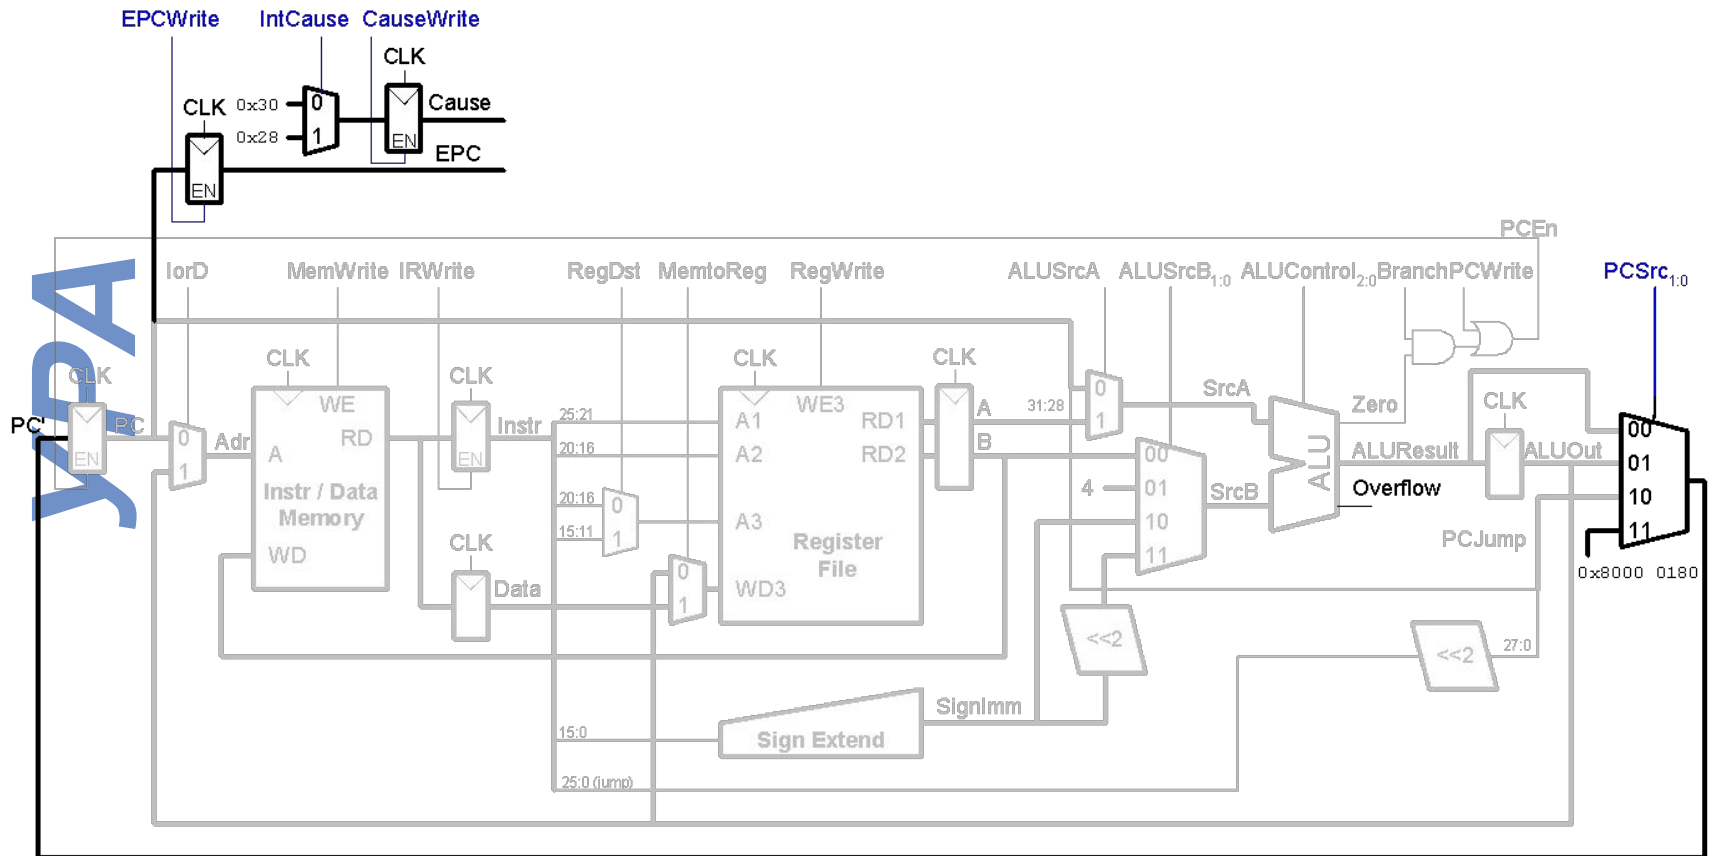 EPCWrite IntCause CauseWrite
CLK
CLK 0x30 0 Cause
0x28 1 EN
EPC
EN
PCEn
IorD MemWrite IRWrite RegDst MemtoReg RegWrite ALUSrcA ALUSrcB1:0 ALUControl2:0 Branch PCWrite PCSrc1:0
УРА
CLK CLK CLK CLK CLK
WE WE3 0 SrcA Zero CLK
PC' PC 0 Adr RD Instr 25:21 A1 RD1 A 31:28 1 00
EN 1 A EN 20:16 A2 RD2 B 00 ALU ALUResult ALUOut 01
4 01 SrcB Overflow 10
Instr / Data
Memory
20:16 0 A3 10 11
15:11 1 PCJump
WD CLK Register
File
11 0x8000 0180
Data 0 WD3
1
<<2 <<2 27:0
SignImm
15:0 Sign Extend
25:0 (jump)